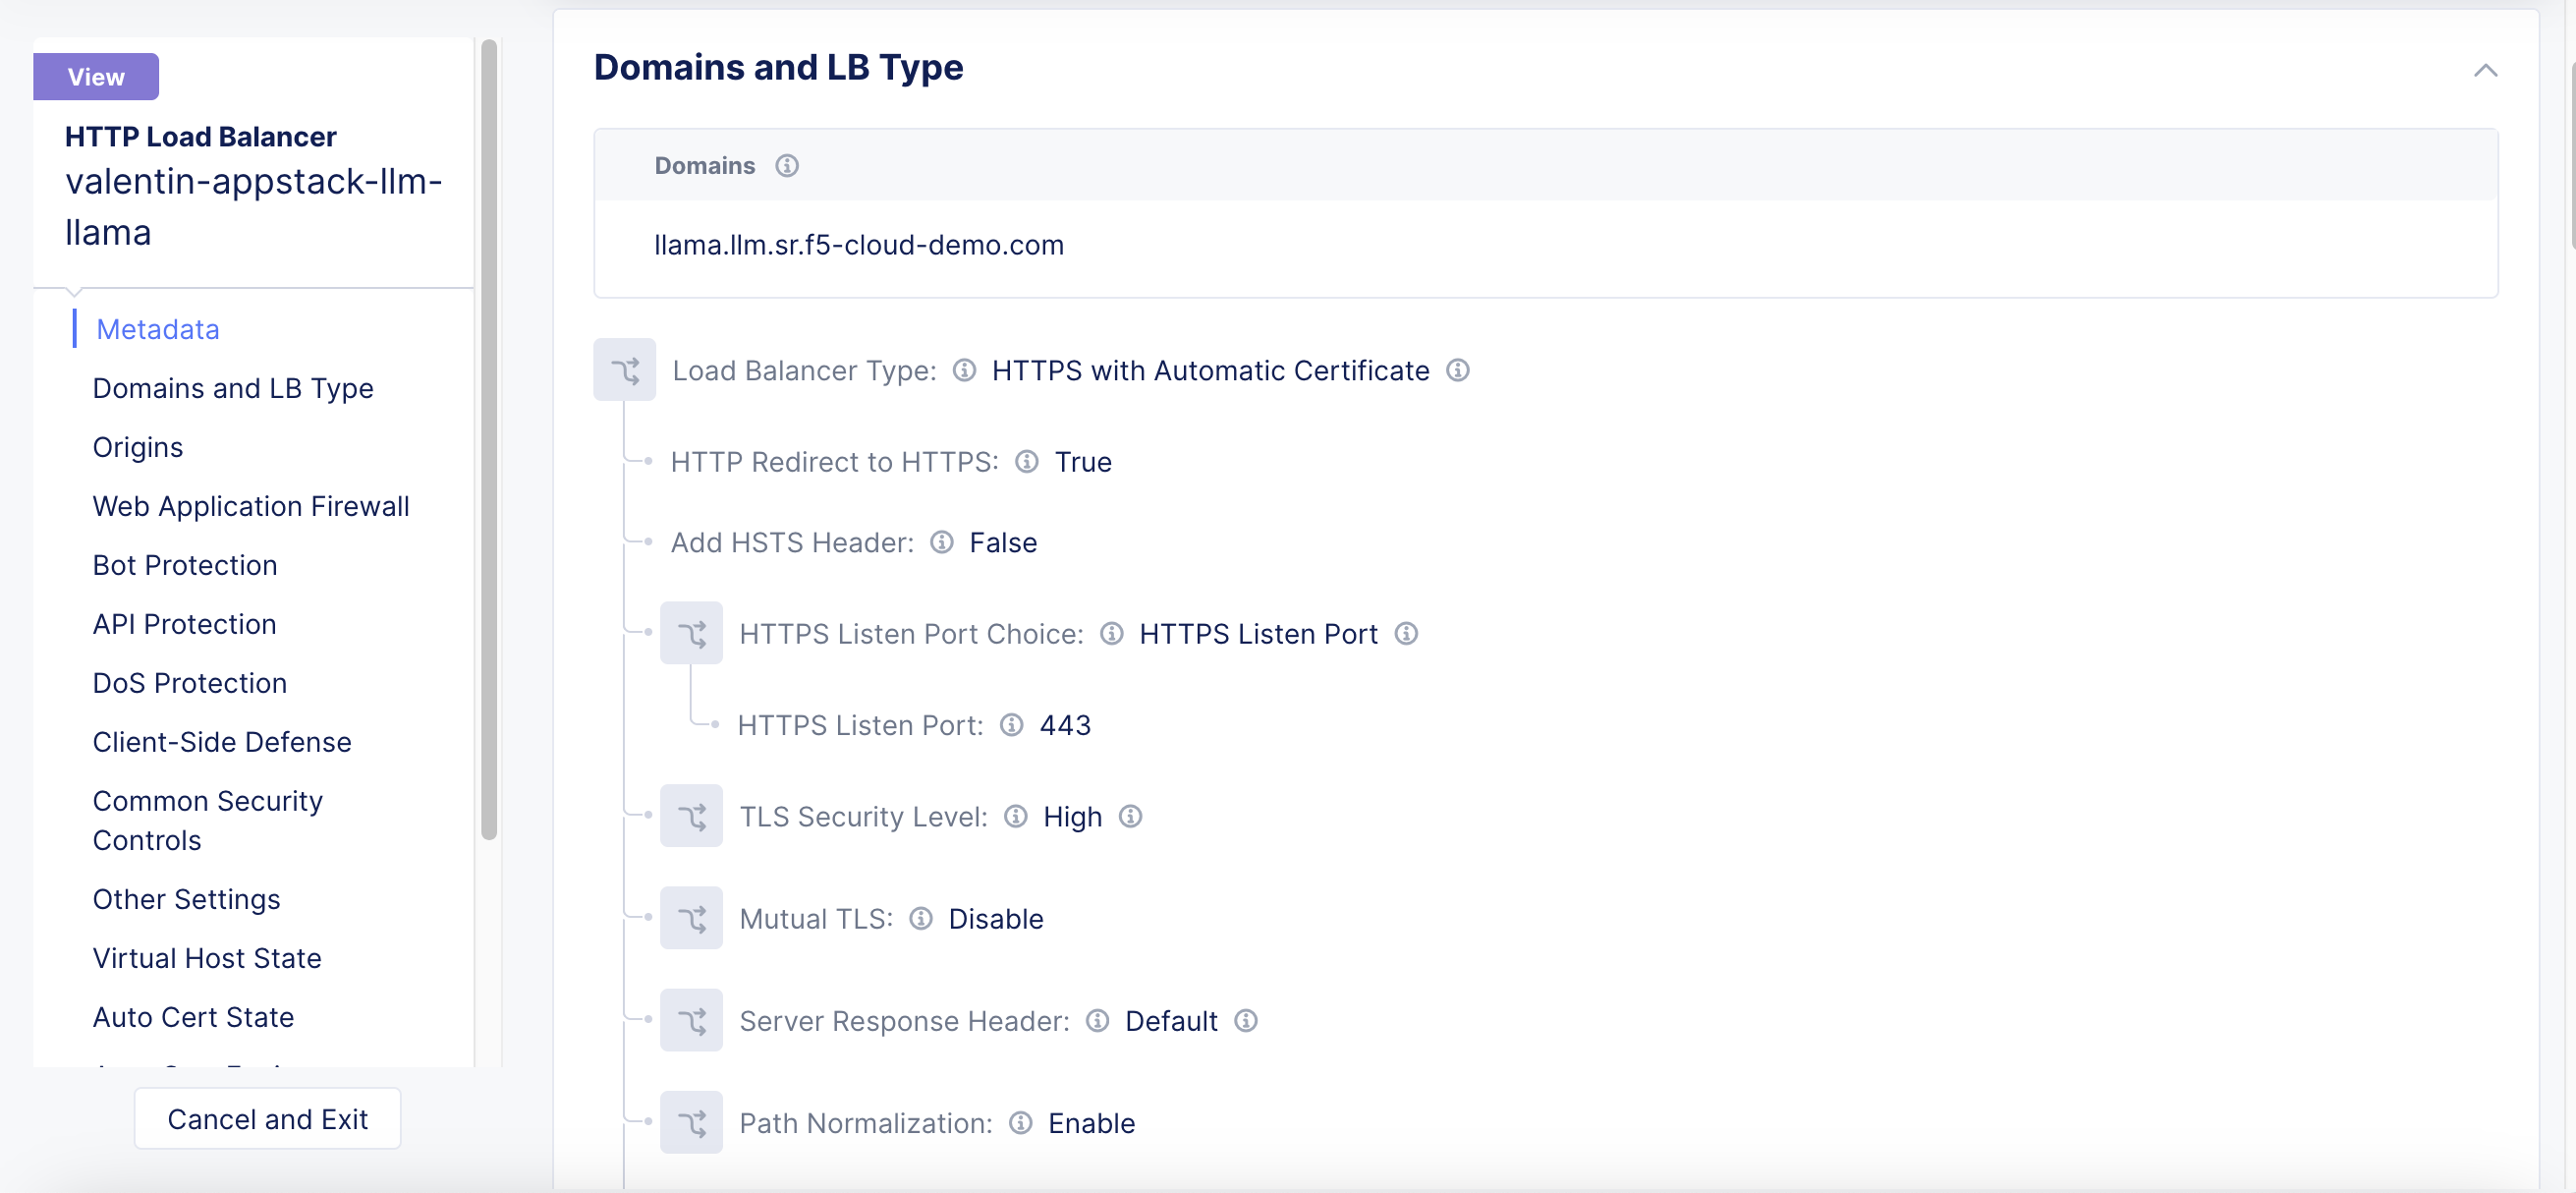 View
HTTP Load Balancer
valentin-appstack-llm-
llama
Metadata
Domains and LB Type
Origins
Web Application Firewall
Bot Protection
API Protection
DoS Protection
Client-Side Defense
Common Security
Controls
Other Settings
Virtual Host State
Auto Cert State
Cancel and Exit
Domains and LB Type
Domains
llama.llm.sr.f5-cloud-demo.com
Load Balancer Type: HTTPS with Automatic Certificate
HTTP Redirect to HTTPS: True
Add HSTS Header: False
HTTPS Listen Port Choice: HTTPS Listen Port
HTTPS Listen Port: 443
TLS Security Level: High
Mutual TLS: Disable
Server Response Header: Default
Path Normalization: Enable